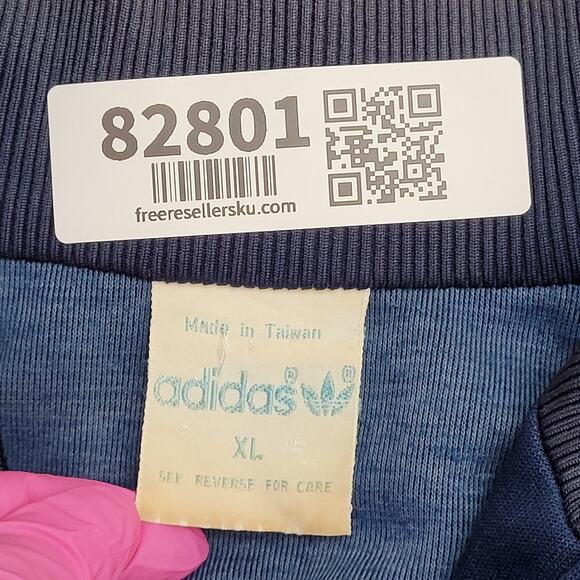 82801
freeresellersku.com
Made in Taiwan
adidas®®
XL
SEE REVERSE FOR CARE